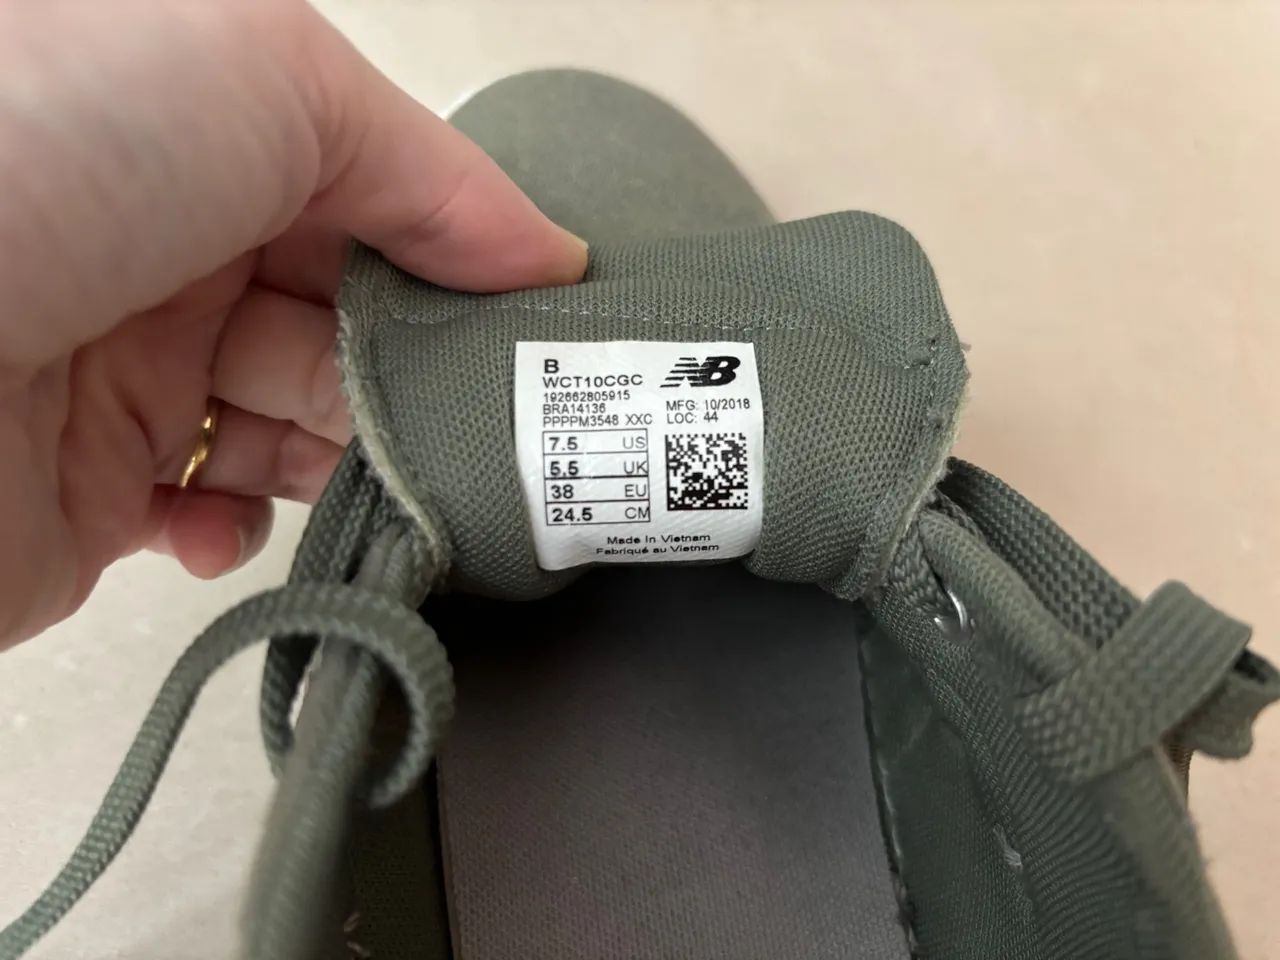 B
WCT10CGC
192662805915
BRA14136
PPPPM3548 XXC
NB
MFG: 10/2018
LOC: 44
7.5 US
5.5 UK
38 EU
24.5 CM
Made In Vietnam
Fabriqué au Vietnam